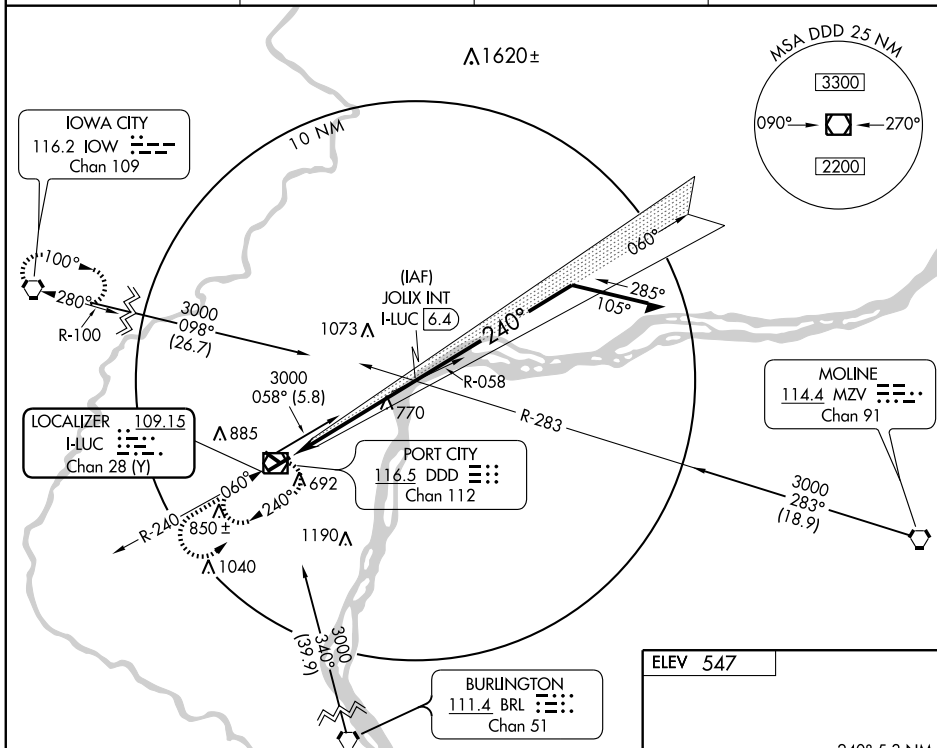 1620±
MSA DDD 25 NM
3300
090°
270°
2200
IOWA CITY
116.2 IOW
Chan 109
10 NM
100°
280°
R-100
3000
098°
(26.7)
(IAF)
JOLIX INT
I-LUC 6.4
060°
285°
105°
240°
1073
R-058
3000
058° (5.8)
770
R-283
MOLINE
114.4 MZV
Chan 91
LOCALIZER 109.15
I-LUC
Chan 28 (Y)
885
PORT CITY
116.5 DDD
Chan 112
692
060°
240°
R-240
850 ±
1190
1040
3000
283°
(18.9)
3000
340°
(39.9)
BURLINGTON
111.4 BRL
Chan 51
ELEV 547